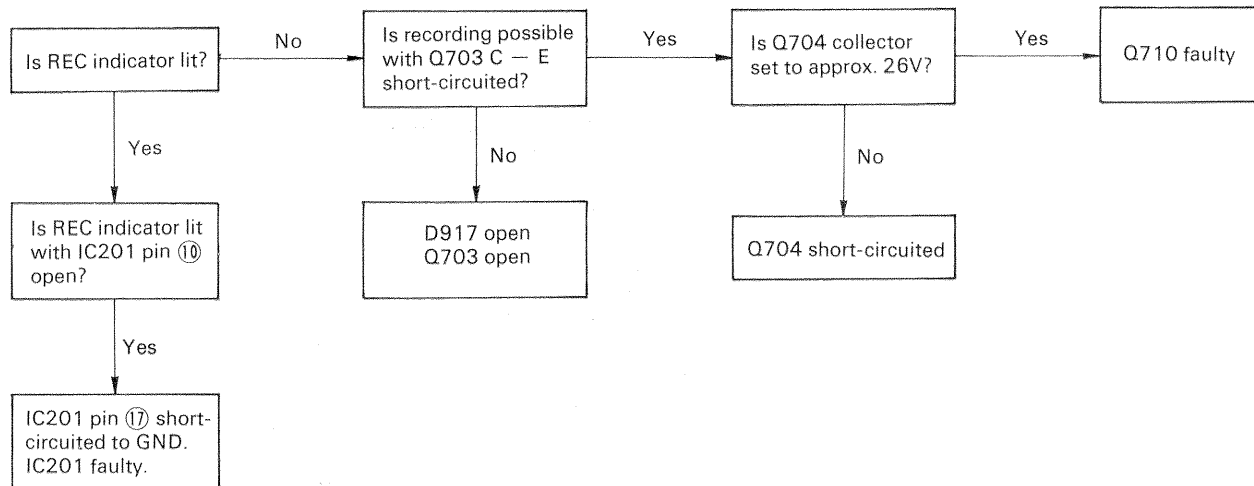 Is REC indicator lit?
No
Is recording possible
with Q703 C — E
short-circuited?
Yes
Is Q704 collector
set to approx. 26V?
Yes
Q710 faulty
Yes
No
No
Is REC indicator lit
with IC201 pin ⑩
open?
D917 open
Q703 open
Q704 short-circuited
Yes
IC201 pin ⑰ short-
circuited to GND.
IC201 faulty.